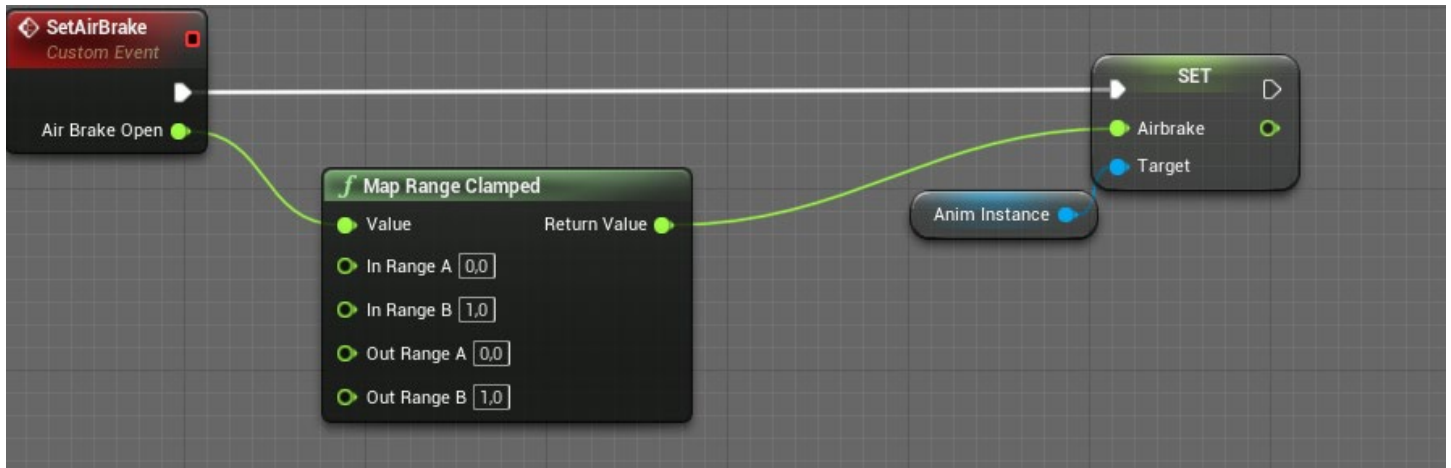 SetAirBrake
Custom Event
Air Brake Open
f Map Range Clamped
Value
Return Value
In Range A 0,0
In Range B 1,0
Out Range A 0,0
Out Range B 1,0
Anim Instance
SET
Airbrake
Target